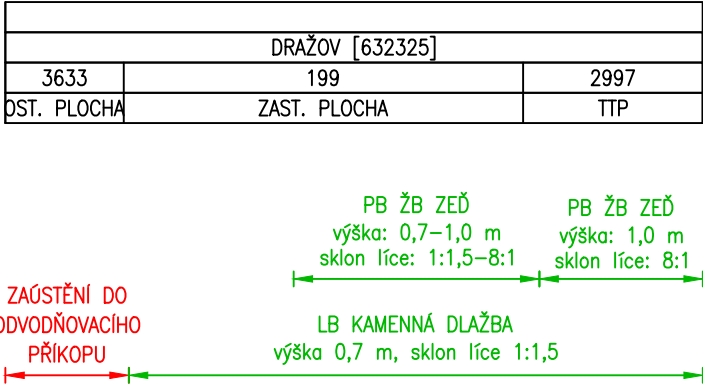 DRAŽOV [632325]
3633 199 2997
OST. PLOCHA ZAST. PLOCHA TTP
PB ŽB ZEĎ
výška: 0,7-1,0 m
sklon líce: 1:1,5-8:1
PB ŽB ZEĎ
výška: 1,0 m
sklon líce: 8:1
ZAÚSTĚNÍ DO
ODVODŇOVACÍHO
PŘÍKOPU
LB KAMENNÁ DLAŽBA
výška 0,7 m, sklon líce 1:1,5